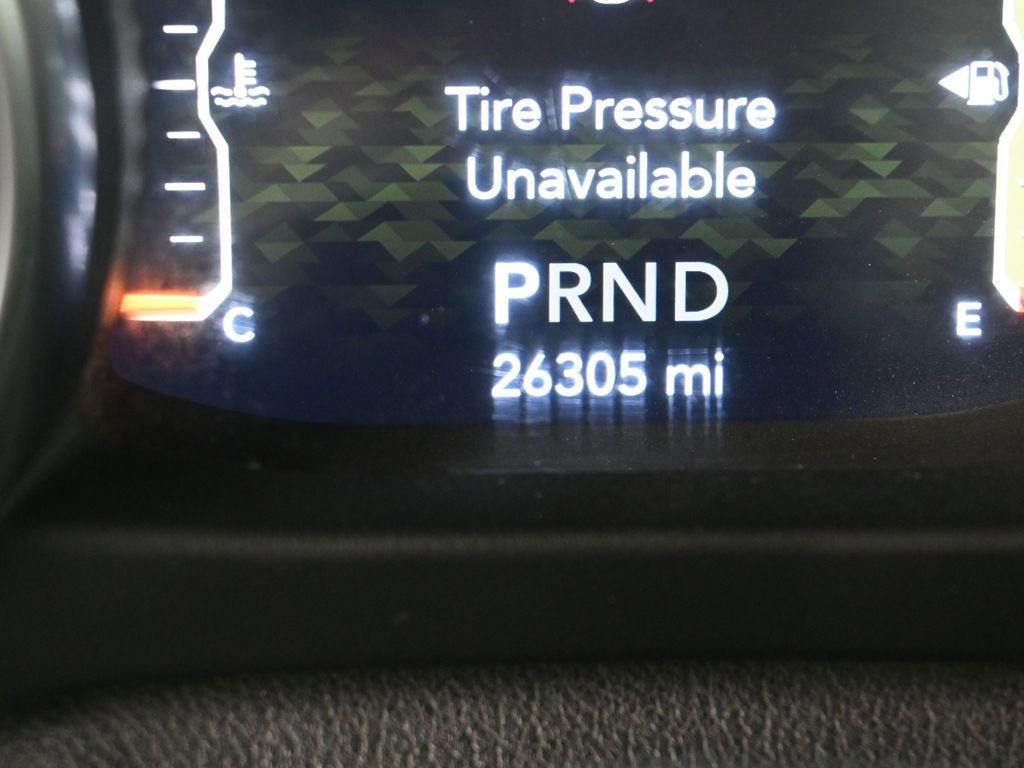 Tire Pressure
Unavailable
PRND
C
E
26305 mi